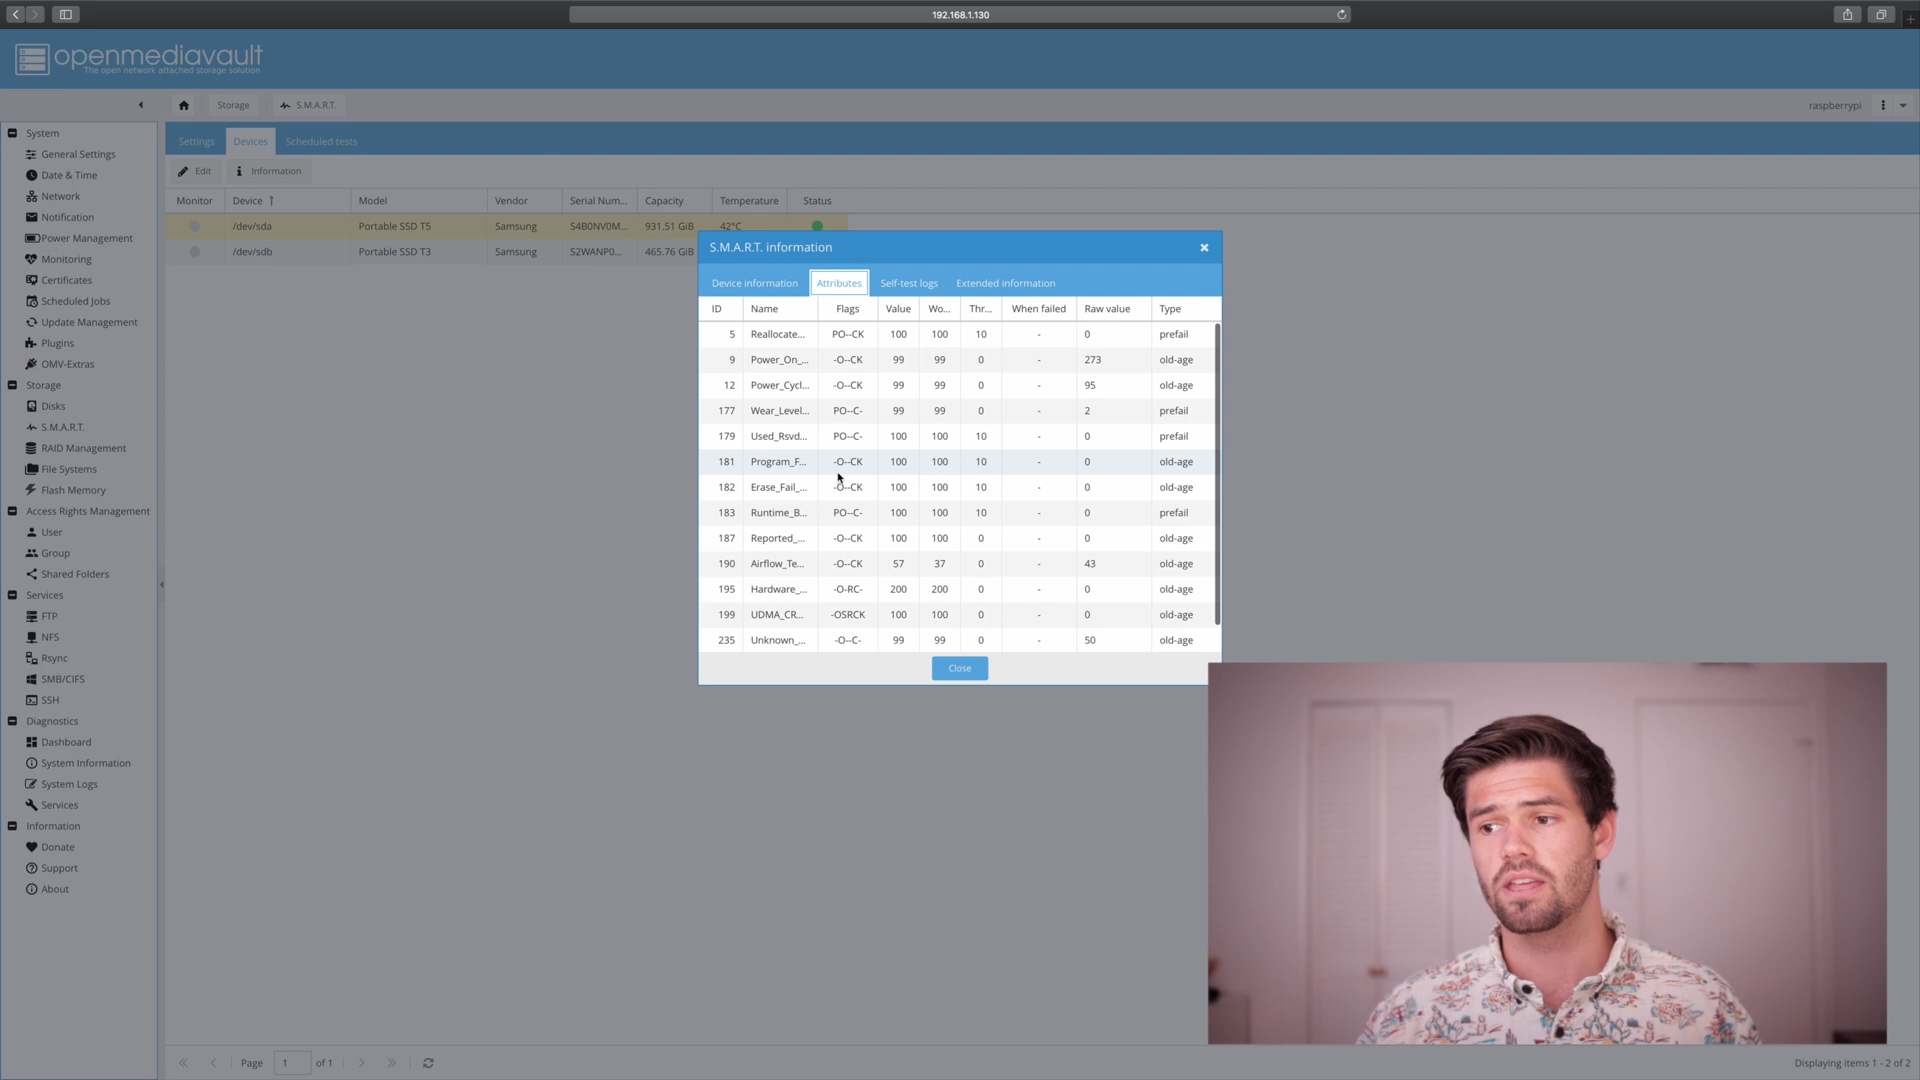 192.168.1.130
openmediavault
The open network attached storage solution
Storage S.M.A.R.T. raspberrypi
System
General Settings
Date & Time
Network
Notification
Power Management
Monitoring
Certificates
Scheduled Jobs
Update Management
Plugins
OMV-Extras
Storage
Disks
S.M.A.R.T.
RAID Management
File Systems
Flash Memory
Access Rights Management
User
Group
Shared Folders
Services
FTP
NFS
Rsync
SMB/CIFS
SSH
Diagnostics
Dashboard
System Information
System Logs
Services
Information
Donate
Support
About
Settings Devices Scheduled tests
Edit Information
Monitor Device Model Vendor Serial Num... Capacity Temperature Status
/dev/sda Portable SSD T5 Samsung S4B0NV0M... 931.51 GiB 42°C
/dev/sdb Portable SSD T3 Samsung S2WANP0... 465.76 GiB
S.M.A.R.T. information
Device information Attributes Self-test logs Extended information
ID Name Flags Value Wo... Thr... When failed Raw value Type
5 Reallocate... PO--CK 100 100 10 - 0 prefail
9 Power_On_... -O--CK 99 99 0 - 273 old-age
12 Power_Cycl... -O--CK 99 99 0 - 95 old-age
177 Wear_Level... PO--C- 99 99 0 - 2 prefail
179 Used_Rsvd... PO--C- 100 100 10 - 0 prefail
181 Program_F... -O--CK 100 100 10 - 0 old-age
182 Erase_Fail_... -O--CK 100 100 10 - 0 old-age
183 Runtime_B... PO--C- 100 100 10 - 0 prefail
187 Reported_... -O--CK 100 100 0 - 0 old-age
190 Airflow_Te... -O--CK 57 37 0 - 43 old-age
195 Hardware_... -O-RC- 200 200 0 - 0 old-age
199 UDMA_CR... -OSRCK 100 100 0 - 0 old-age
235 Unknown_... -O--C- 99 99 0 - 50 old-age
Close
Page 1 of 1 Displaying items 1 - 2 of 2